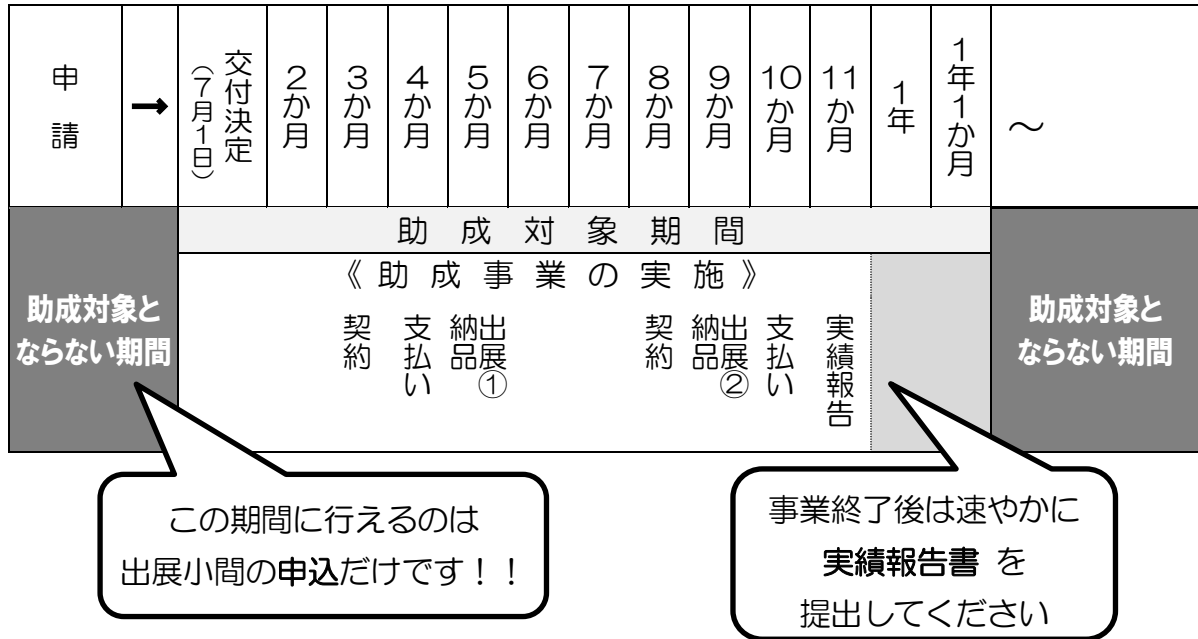 申請
→
交付決定
（7月1日）
2か月
3か月
4か月
5か月
6か月
7か月
8か月
9か月
10か月
11か月
1年
1年1か月
～
助成対象期間
《助成事業の実施》
助成対象と
ならない期間
契約
支払い
出展①
納品
契約
出展②
納品
支払い
実績報告
助成対象と
ならない期間
この期間に行えるのは
出展小間の申込だけです！！
事業終了後は速やかに
実績報告書 を
提出してください